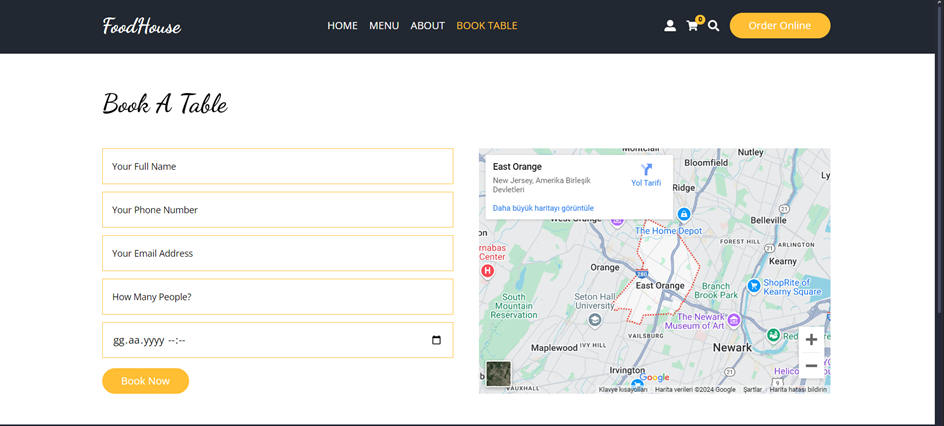 FoodHouse
HOME MENU ABOUT BOOK TABLE
0
Order Online
Book A Table
Your Full Name
Your Phone Number
Your Email Address
How Many People?
gg.aa.yyyy --:--
Book Now
East Orange
New Jersey, Amerika Birleşik
Devletleri
Yol Tarifi
Daha büyük haritayı görüntüle
Montclair
Nutley
Bloomfield
Ridge
Belleville
West Orange
The Home Depot
21
FOREST HILL
ARLINGTON
21
Kearny
rnabas
Center
H
Orange
280
East Orange
Branch
Brook Park
ShopRite of
Kearny Square
South
Mountain
Reservation
Seton Hall
University
The Newark
Museum of Art
IVY HILL
VAILSBURG
Maplewood
Newark
Red
Irvington
Google
VAUXHALL
Klavye kısayolları
Harita verileri ©2024 Google
Şartlar
Harita hatası bildirin